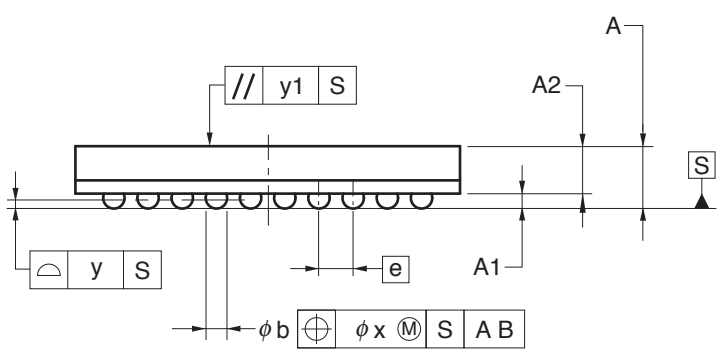 A
// y1 S
A2
S
⌓ y S
e
A1
φb ⌖ φx Ⓜ S A B